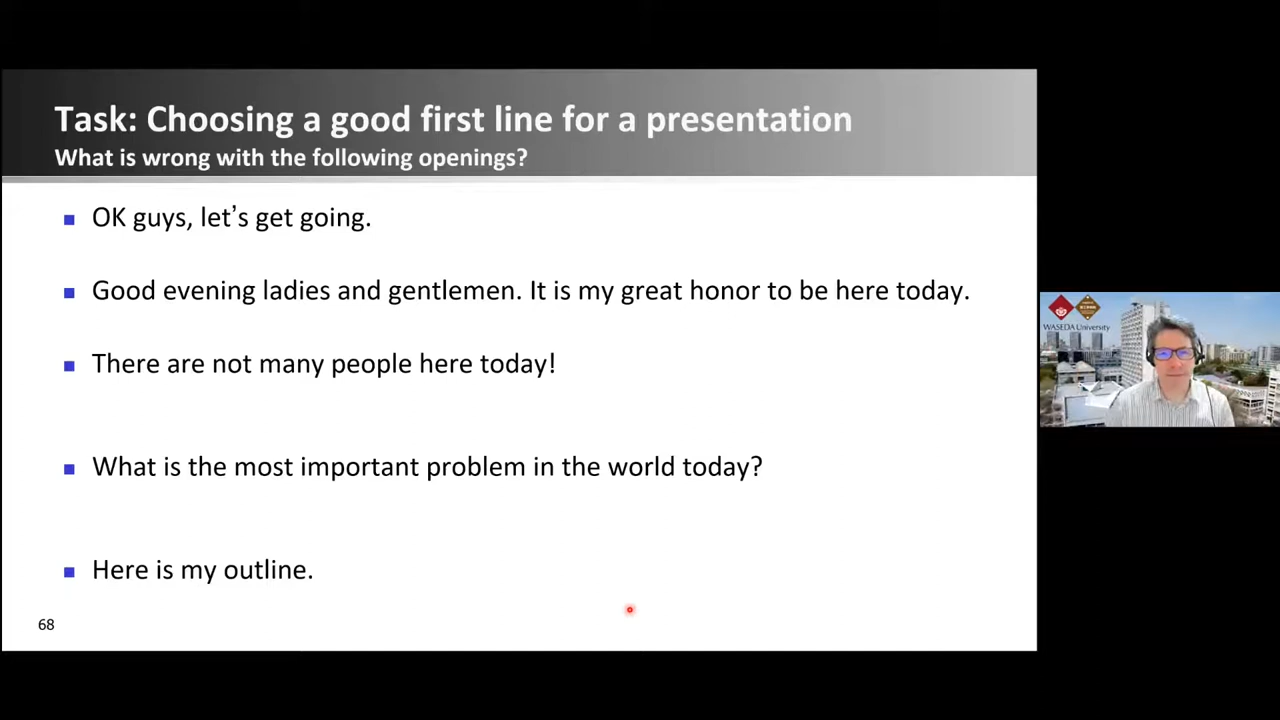 Task: Choosing a good first line for a presentation
What is wrong with the following openings?
OK guys, let’s get going.
Good evening ladies and gentlemen. It is my great honor to be here today.
There are not many people here today!
What is the most important problem in the world today?
Here is my outline.
68
WASEDA University